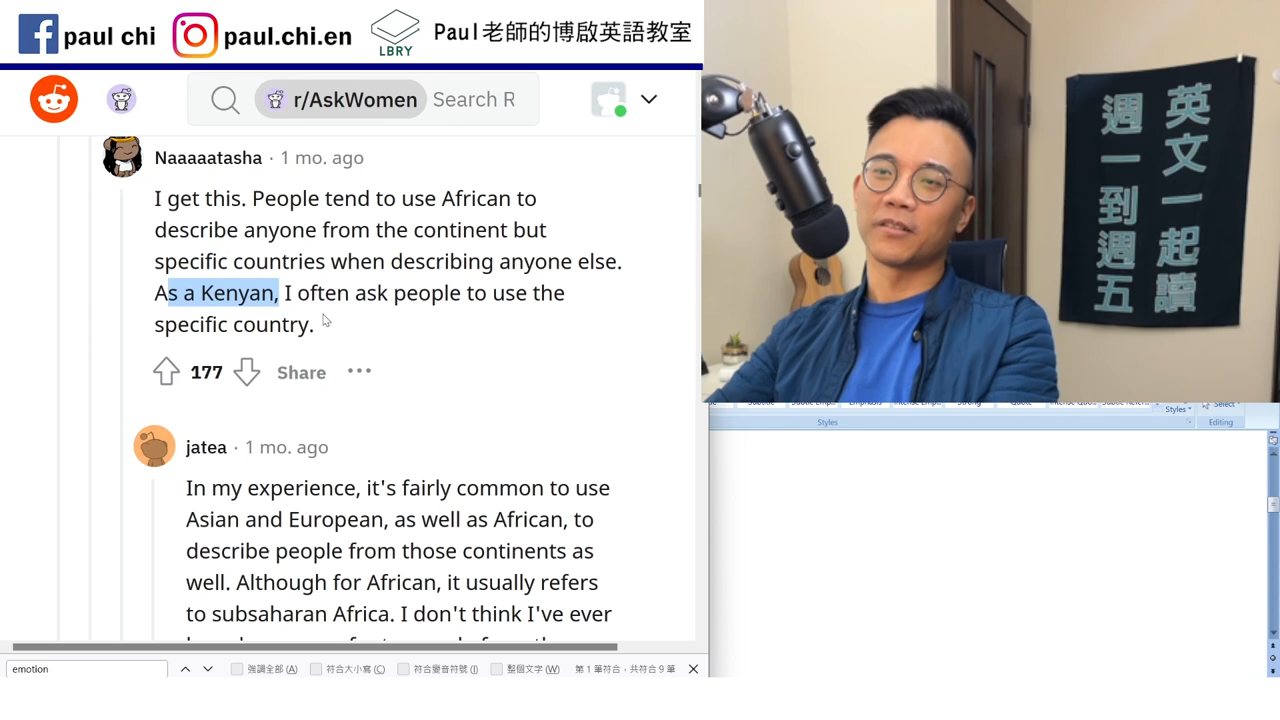 paul chi
paul.chi.en
LBRY
Paul老師的博啟英語教室
r/AskWomen
Search R
Naaaaatasha · 1 mo. ago
I get this. People tend to use African to
describe anyone from the continent but
specific countries when describing anyone else.
As a Kenyan, I often ask people to use the
specific country.
177
Share
jatea · 1 mo. ago
In my experience, it's fairly common to use
Asian and European, as well as African, to
describe people from those continents as
well. Although for African, it usually refers
to subsaharan Africa. I don't think I've ever
emotion
強調全部 (A)
符合大小寫 (C)
符合變音符號 (I)
整個文字 (W)
第 1 筆符合，共符合 9 筆
英文一起讀
週一到週五
Styles
Select
Styles
Editing